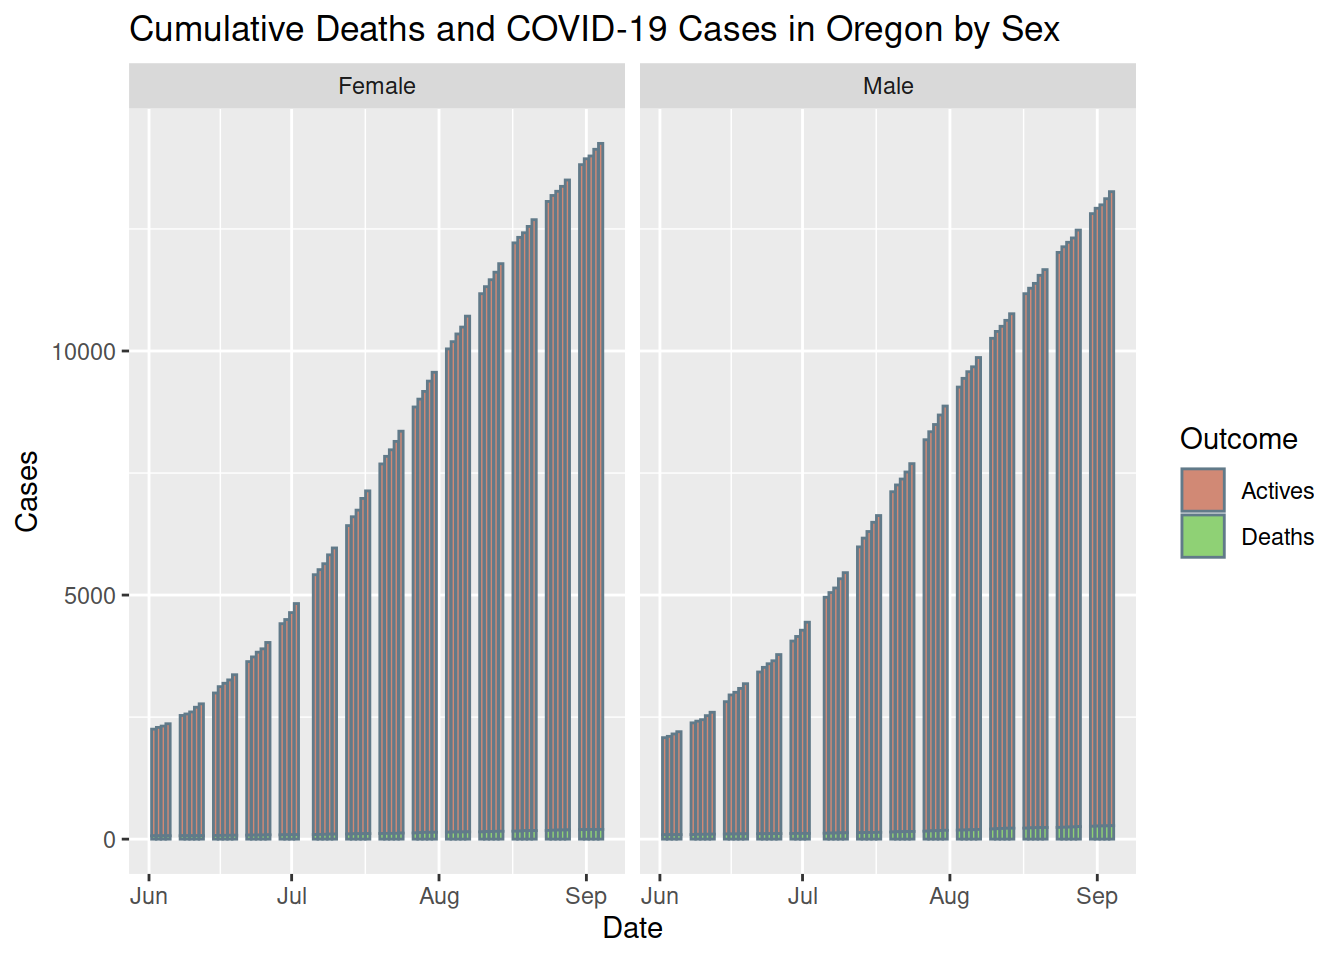 Cumulative Deaths and COVID-19 Cases in Oregon by Sex
Female
Male
10000
5000
0
Cases
Jun
Jul
Aug
Sep
Jun
Jul
Aug
Sep
Date
Outcome
Actives
Deaths